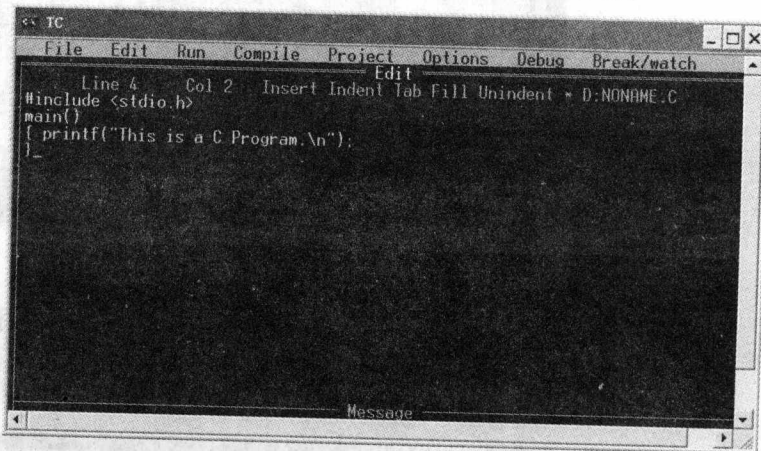 TC
File Edit Run Compile Project Options Debug Break/watch
Edit
Line 4 Col 2 Insert Indent Tab Fill Unindent * D:NONAME.C
#include <stdio.h>
main()
{ printf("This is a C Program.\n");
}_
Message